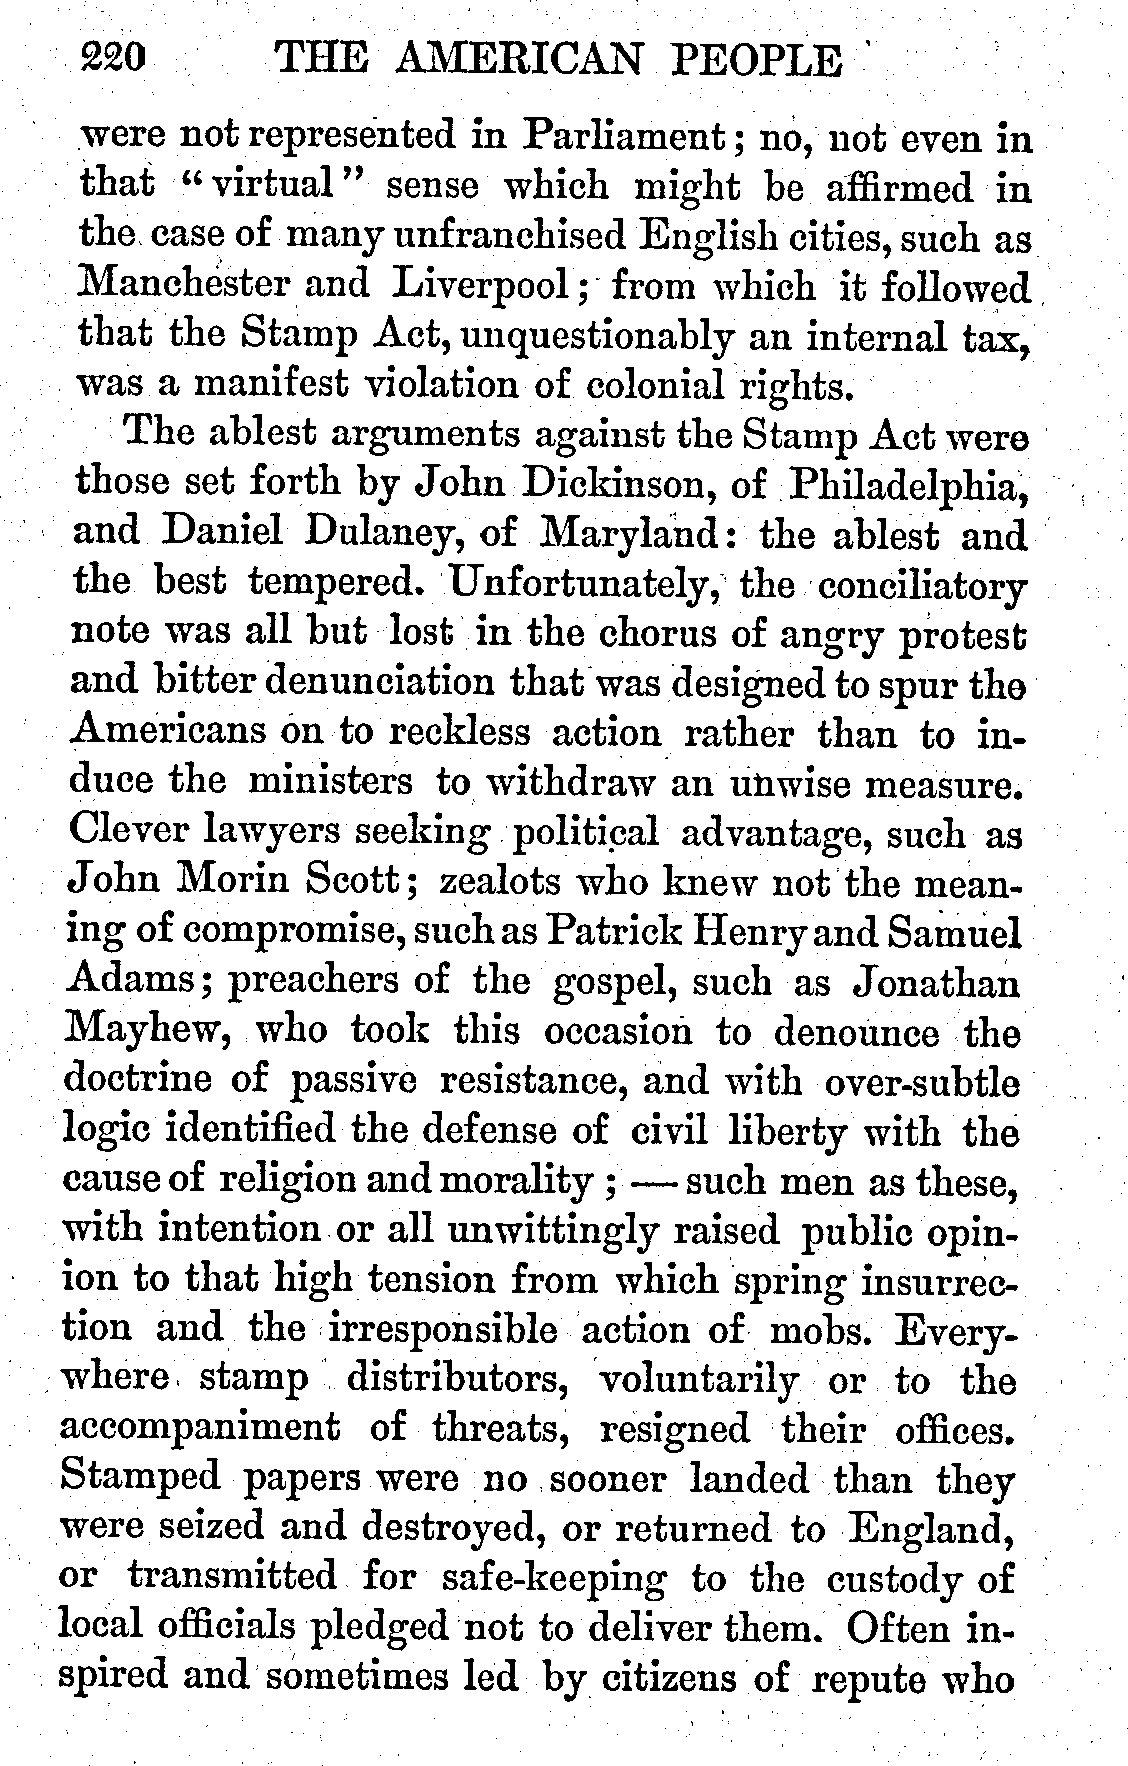 220 THE AMERICAN PEOPLE
were not represented in Parliament; no, not even in
that "virtual" sense which might be affirmed in
the case of many unfranchised English cities, such as
Manchester and Liverpool; from which it followed
that the Stamp Act, unquestionably an internal tax,
was a manifest violation of colonial rights.
The ablest arguments against the Stamp Act were
those set forth by John Dickinson, of Philadelphia,
and Daniel Dulaney, of Maryland: the ablest and
the best tempered. Unfortunately, the conciliatory
note was all but lost in the chorus of angry protest
and bitter denunciation that was designed to spur the
Americans on to reckless action rather than to in-
duce the ministers to withdraw an unwise measure.
Clever lawyers seeking political advantage, such as
John Morin Scott; zealots who knew not the mean-
ing of compromise, such as Patrick Henry and Samuel
Adams; preachers of the gospel, such as Jonathan
Mayhew, who took this occasion to denounce the
doctrine of passive resistance, and with over-subtle
logic identified the defense of civil liberty with the
cause of religion and morality; — such men as these,
with intention or all unwittingly raised public opin-
ion to that high tension from which spring insurrec-
tion and the irresponsible action of mobs. Every-
where stamp distributors, voluntarily or to the
accompaniment of threats, resigned their offices.
Stamped papers were no sooner landed than they
were seized and destroyed, or returned to England,
or transmitted for safe-keeping to the custody of
local officials pledged not to deliver them. Often in-
spired and sometimes led by citizens of repute who